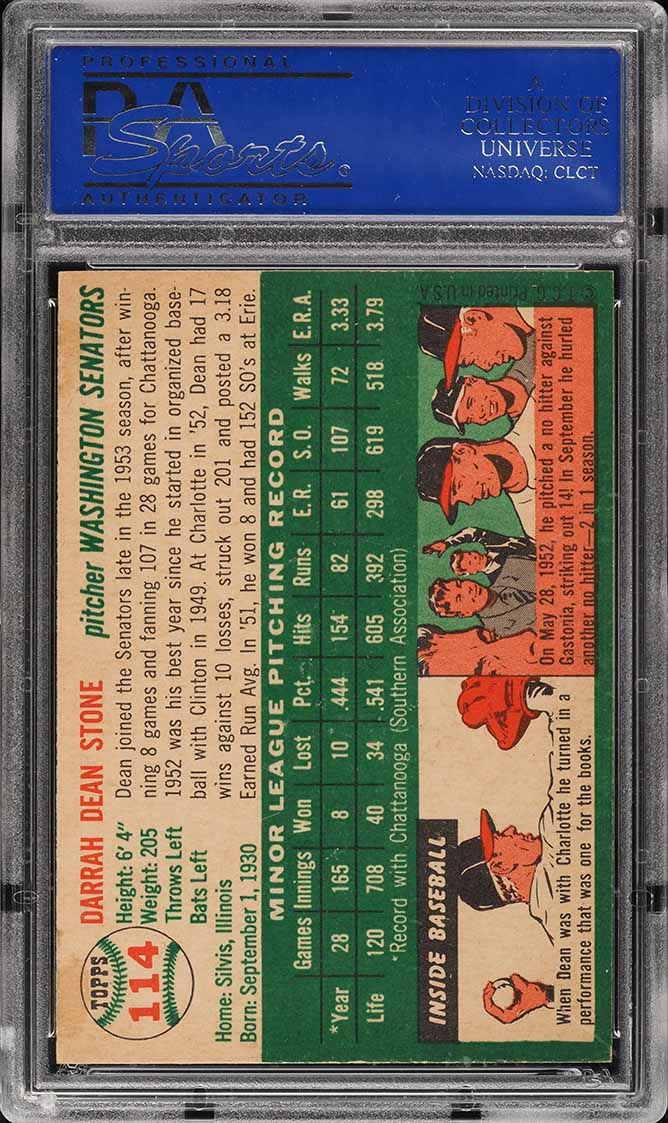 PROFESSIONAL
PSA
Sports
AUTHENTICATOR
A
DIVISION OF
COLLECTORS
UNIVERSE
NASDAQ: CLCT
TOPPS
114
DARRAH DEAN STONE pitcher WASHINGTON SENATORS
Height: 6' 4"
Weight: 205
Throws Left
Bats Left
Home: Silvis, Illinois
Born: September 1, 1930
Dean joined the Senators late in the 1953 season, after win-
ning 8 games and fanning 107 in 28 games for Chattanooga.
1952 was his best year since he started in organized base-
ball with Clinton in 1949. At Charlotte in '52, Dean had 17
wins against 10 losses, struck out 201 and posted a 3.18
Earned Run Avg. In '51, he won 8 and had 152 SO's at Erie.
MINOR LEAGUE PITCHING RECORD
Games Innings Won Lost Pct. Hits Runs E.R. S.O. Walks E.R.A.
*Year 28 165 8 10 .444 154 82 61 107 72 3.33
Life 120 708 40 34 .541 605 392 298 619 518 3.79
*Record with Chattanooga (Southern Association)
INSIDE BASEBALL
When Dean was with Charlotte he turned in a
performance that was one for the books.
On May 28, 1952, he pitched a no hitter against
Gastonia, striking out 14! In September he hurled
another no hitter—2 in 1 season.
© T.C.G. Printed in U.S.A.